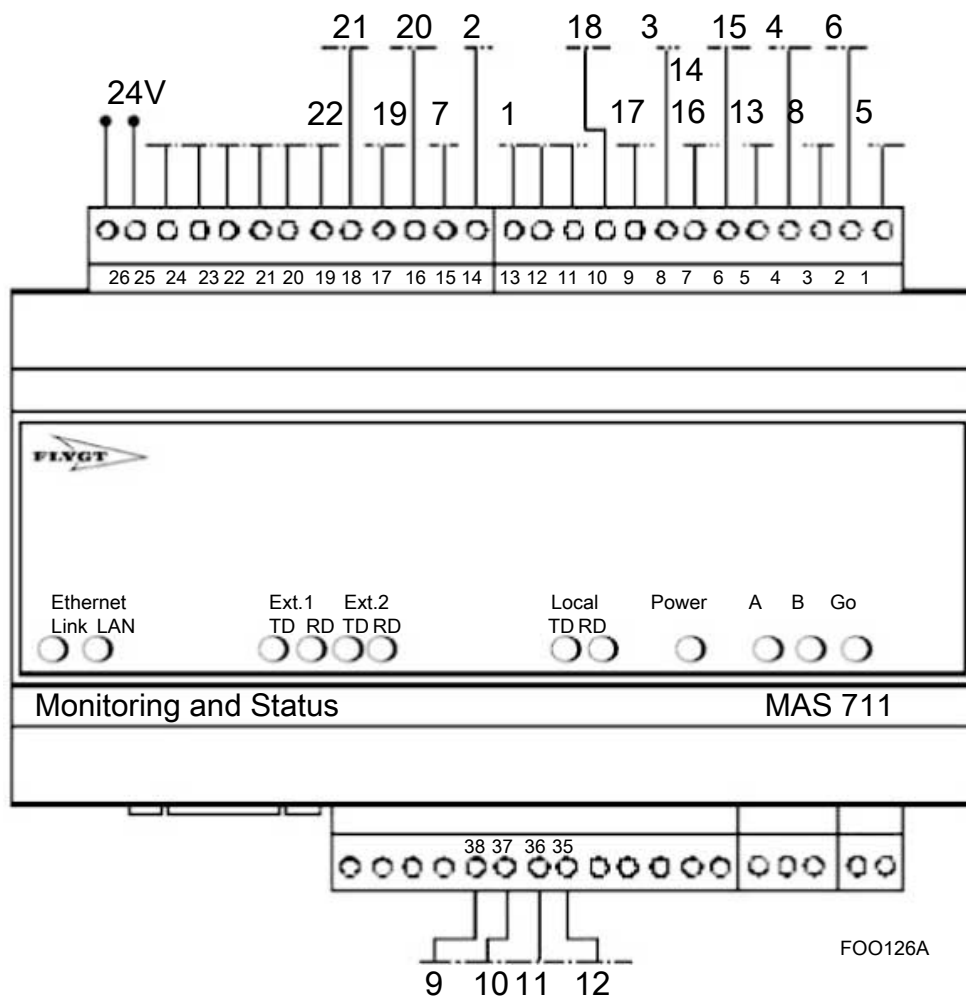 21 20 2 18 3 15 4 6
14
24V
22 19 7 1 17 16 13 8 5
26 25 24 23 22 21 20 19 18 17 16 15 14 13 12 11 10 9 8 7 6 5 4 3 2 1
FLYGT
Ethernet Ext.1 Ext.2 Local Power A B Go
Link LAN TD RD TD RD TD RD
Monitoring and Status MAS 711
38 37 36 35
FOO126A
9 10 11 12